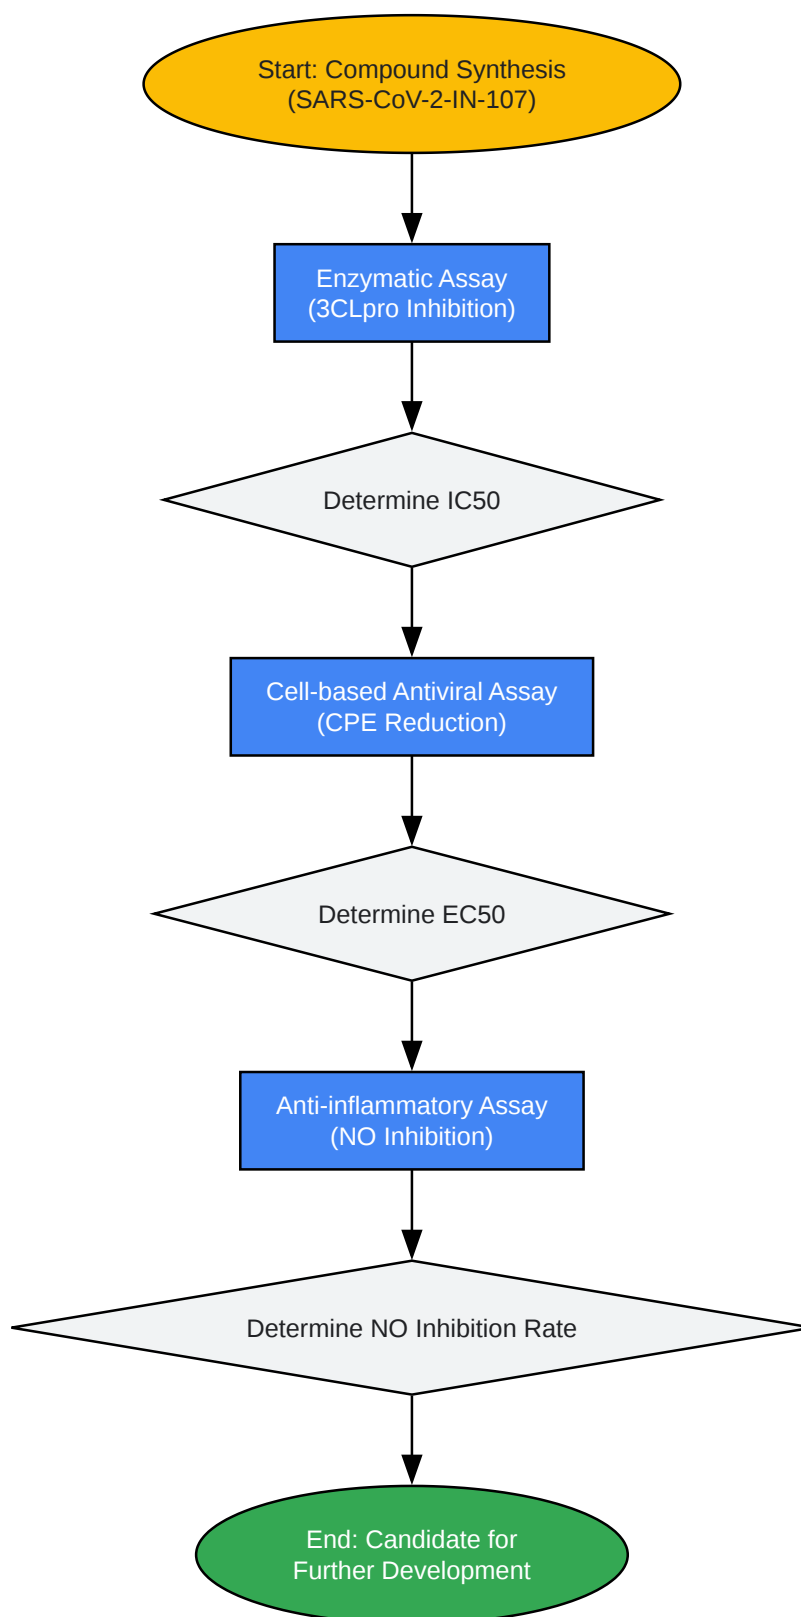 Start: Compound Synthesis
(SARS-CoV-2-IN-107)
Enzymatic Assay
(3CLpro Inhibition)
Determine IC50
Cell-based Antiviral Assay
(CPE Reduction)
Determine EC50
Anti-inflammatory Assay
(NO Inhibition)
Determine NO Inhibition Rate
End: Candidate for
Further Development